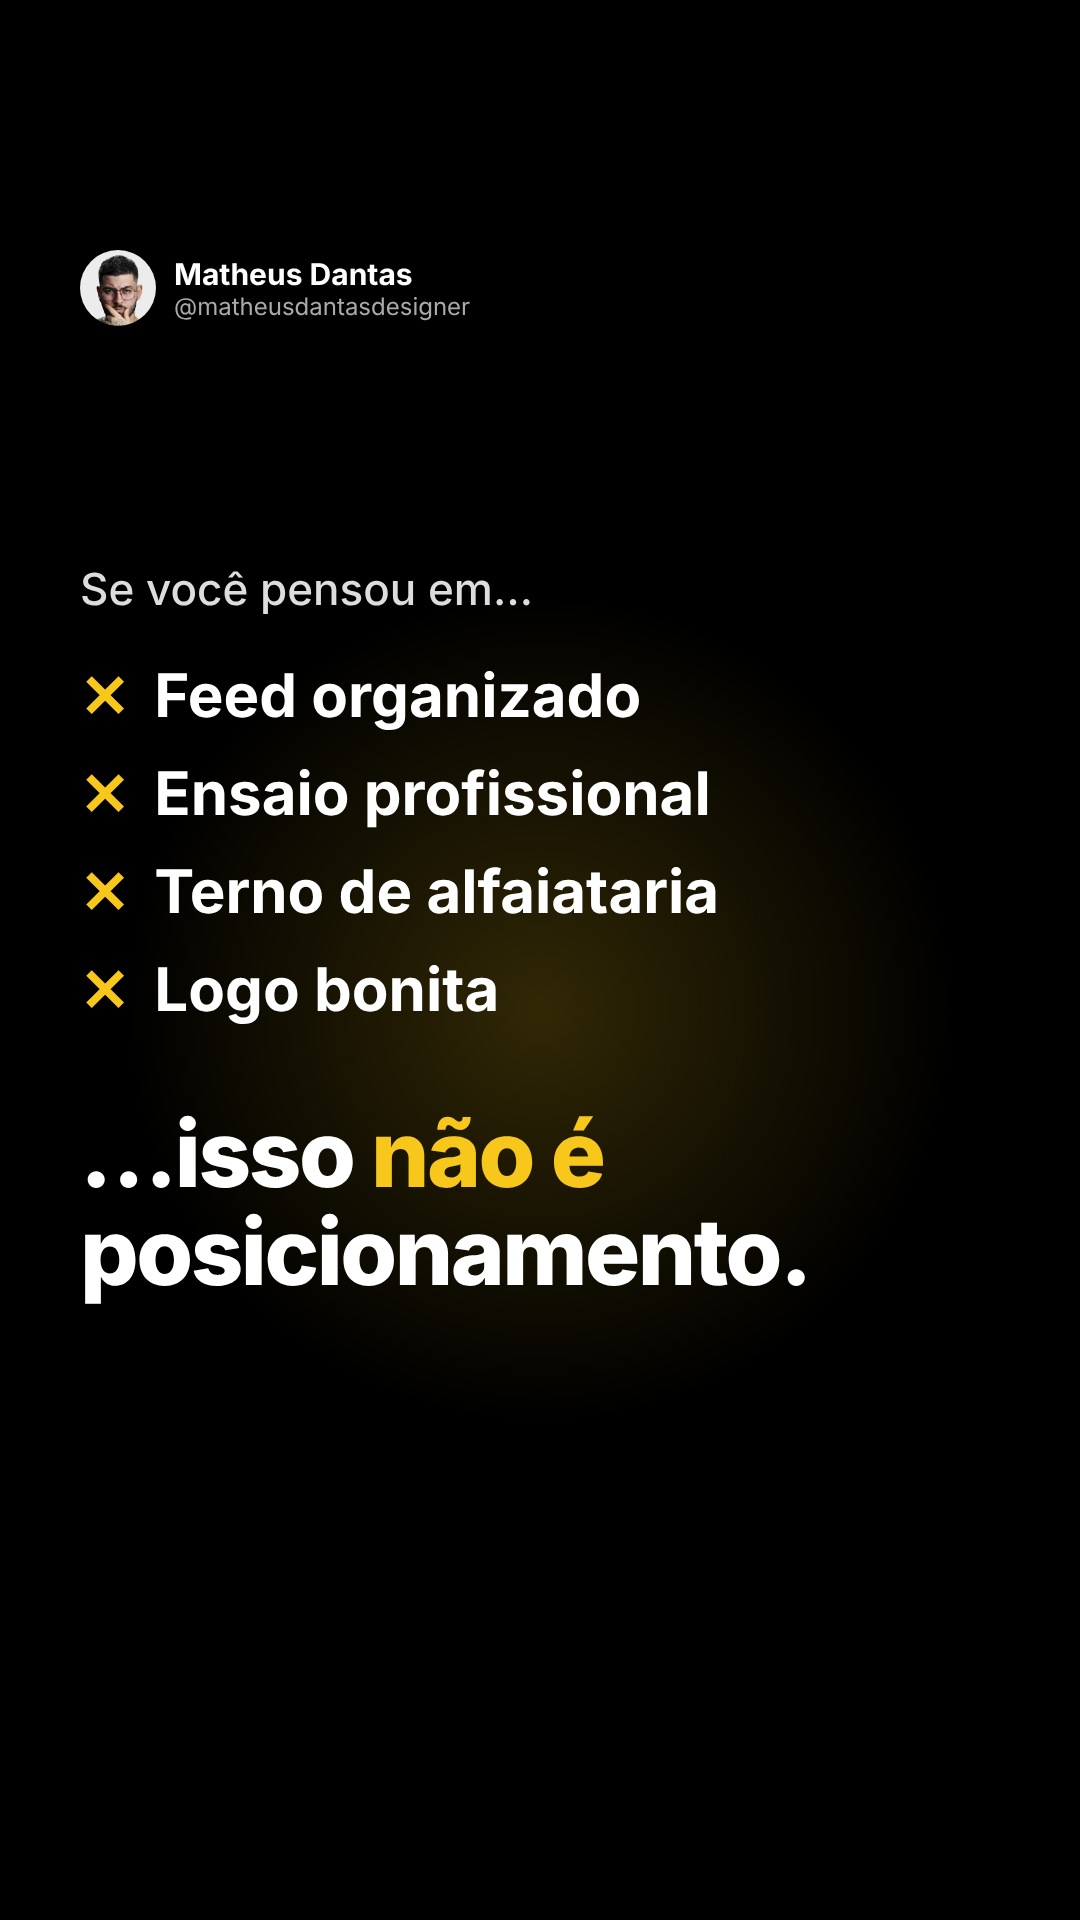 Matheus Dantas
@matheusdantasdesigner
Se você pensou em...
✕ Feed organizado
✕ Ensaio profissional
✕ Terno de alfaiataria
✕ Logo bonita
...isso não é
posicionamento.